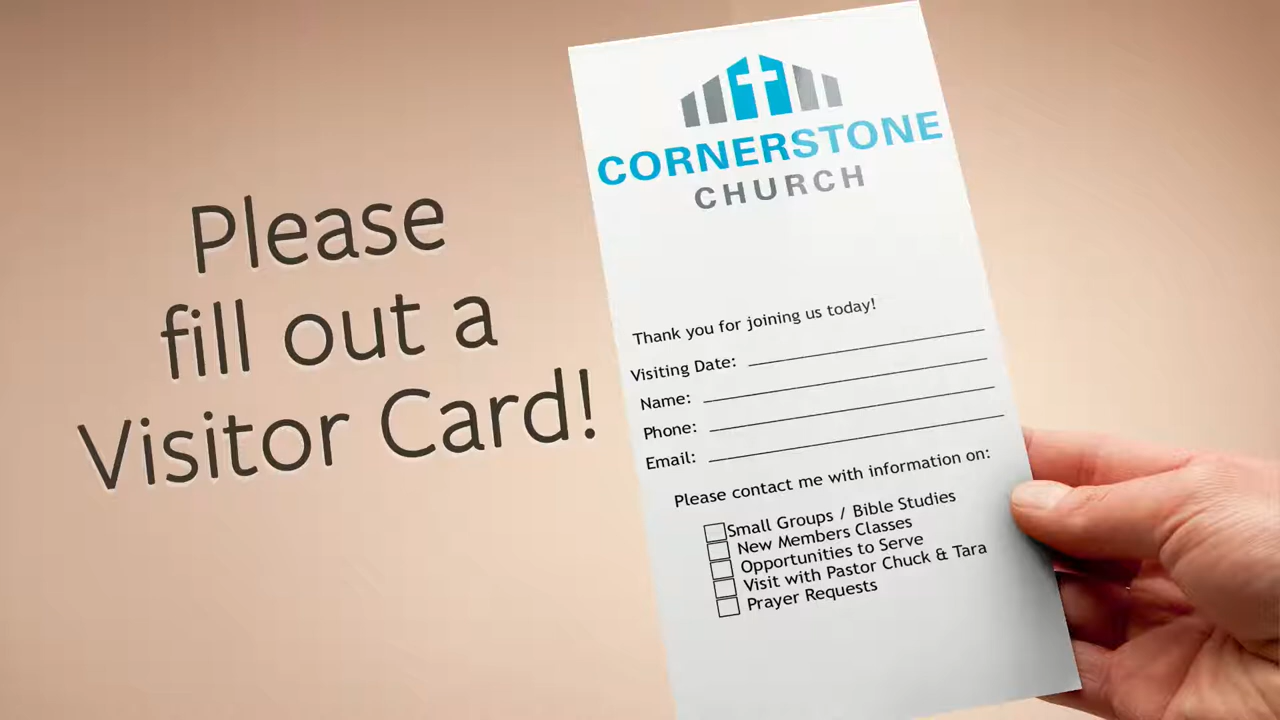 Please
fill out a
Visitor Card!
CORNERSTONE
CHURCH
Thank you for joining us today!
Visiting Date:
Name:
Phone:
Email:
Please contact me with information on:
Small Groups / Bible Studies
New Members Classes
Opportunities to Serve
Visit with Pastor Chuck & Tara
Prayer Requests